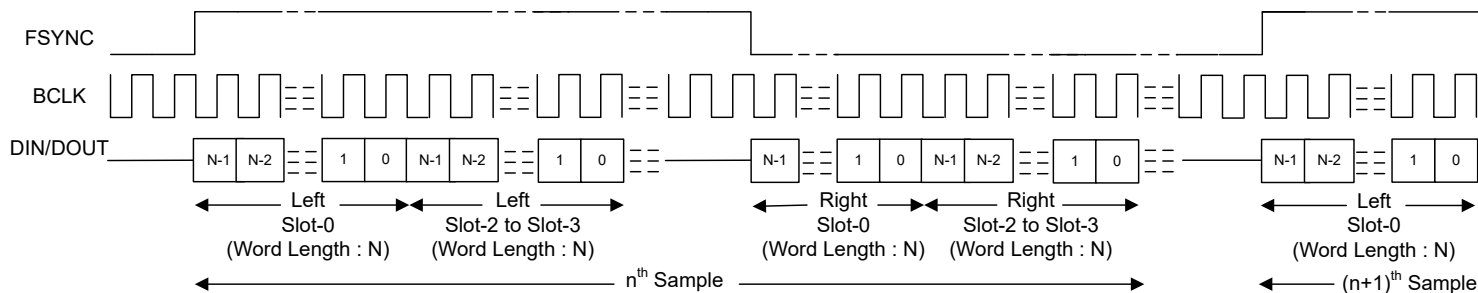 FSYNC
BCLK
DIN/DOUT
N-1 N-2 1 0 N-1 N-2 1 0 N-1 1 0 N-1 N-2 1 0 N-1 N-2 1 0
Left Left Right Right Left
Slot-0 Slot-2 to Slot-3 Slot-0 Slot-2 to Slot-3 Slot-0
(Word Length : N) (Word Length : N) (Word Length : N) (Word Length : N) (Word Length : N)
nth Sample (n+1)th Sample